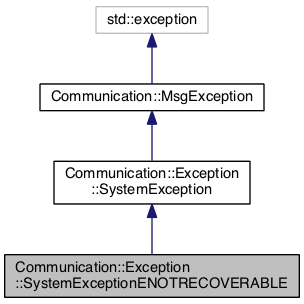 std::exception
Communication::MsgException
Communication::Exception
::SystemException
Communication::Exception
::SystemExceptionENOTRECOVERABLE